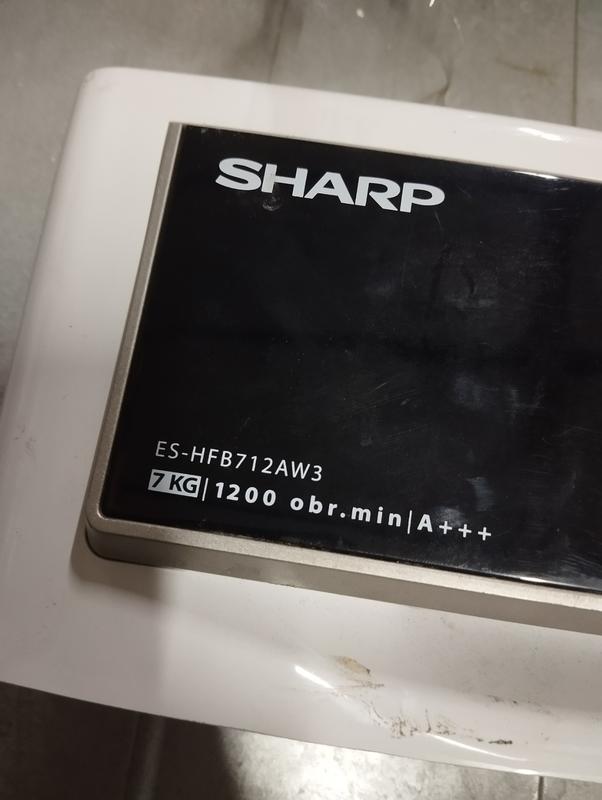 SHARP
ES-HFB712AW3
7 KG|1200 obr.min|A+++